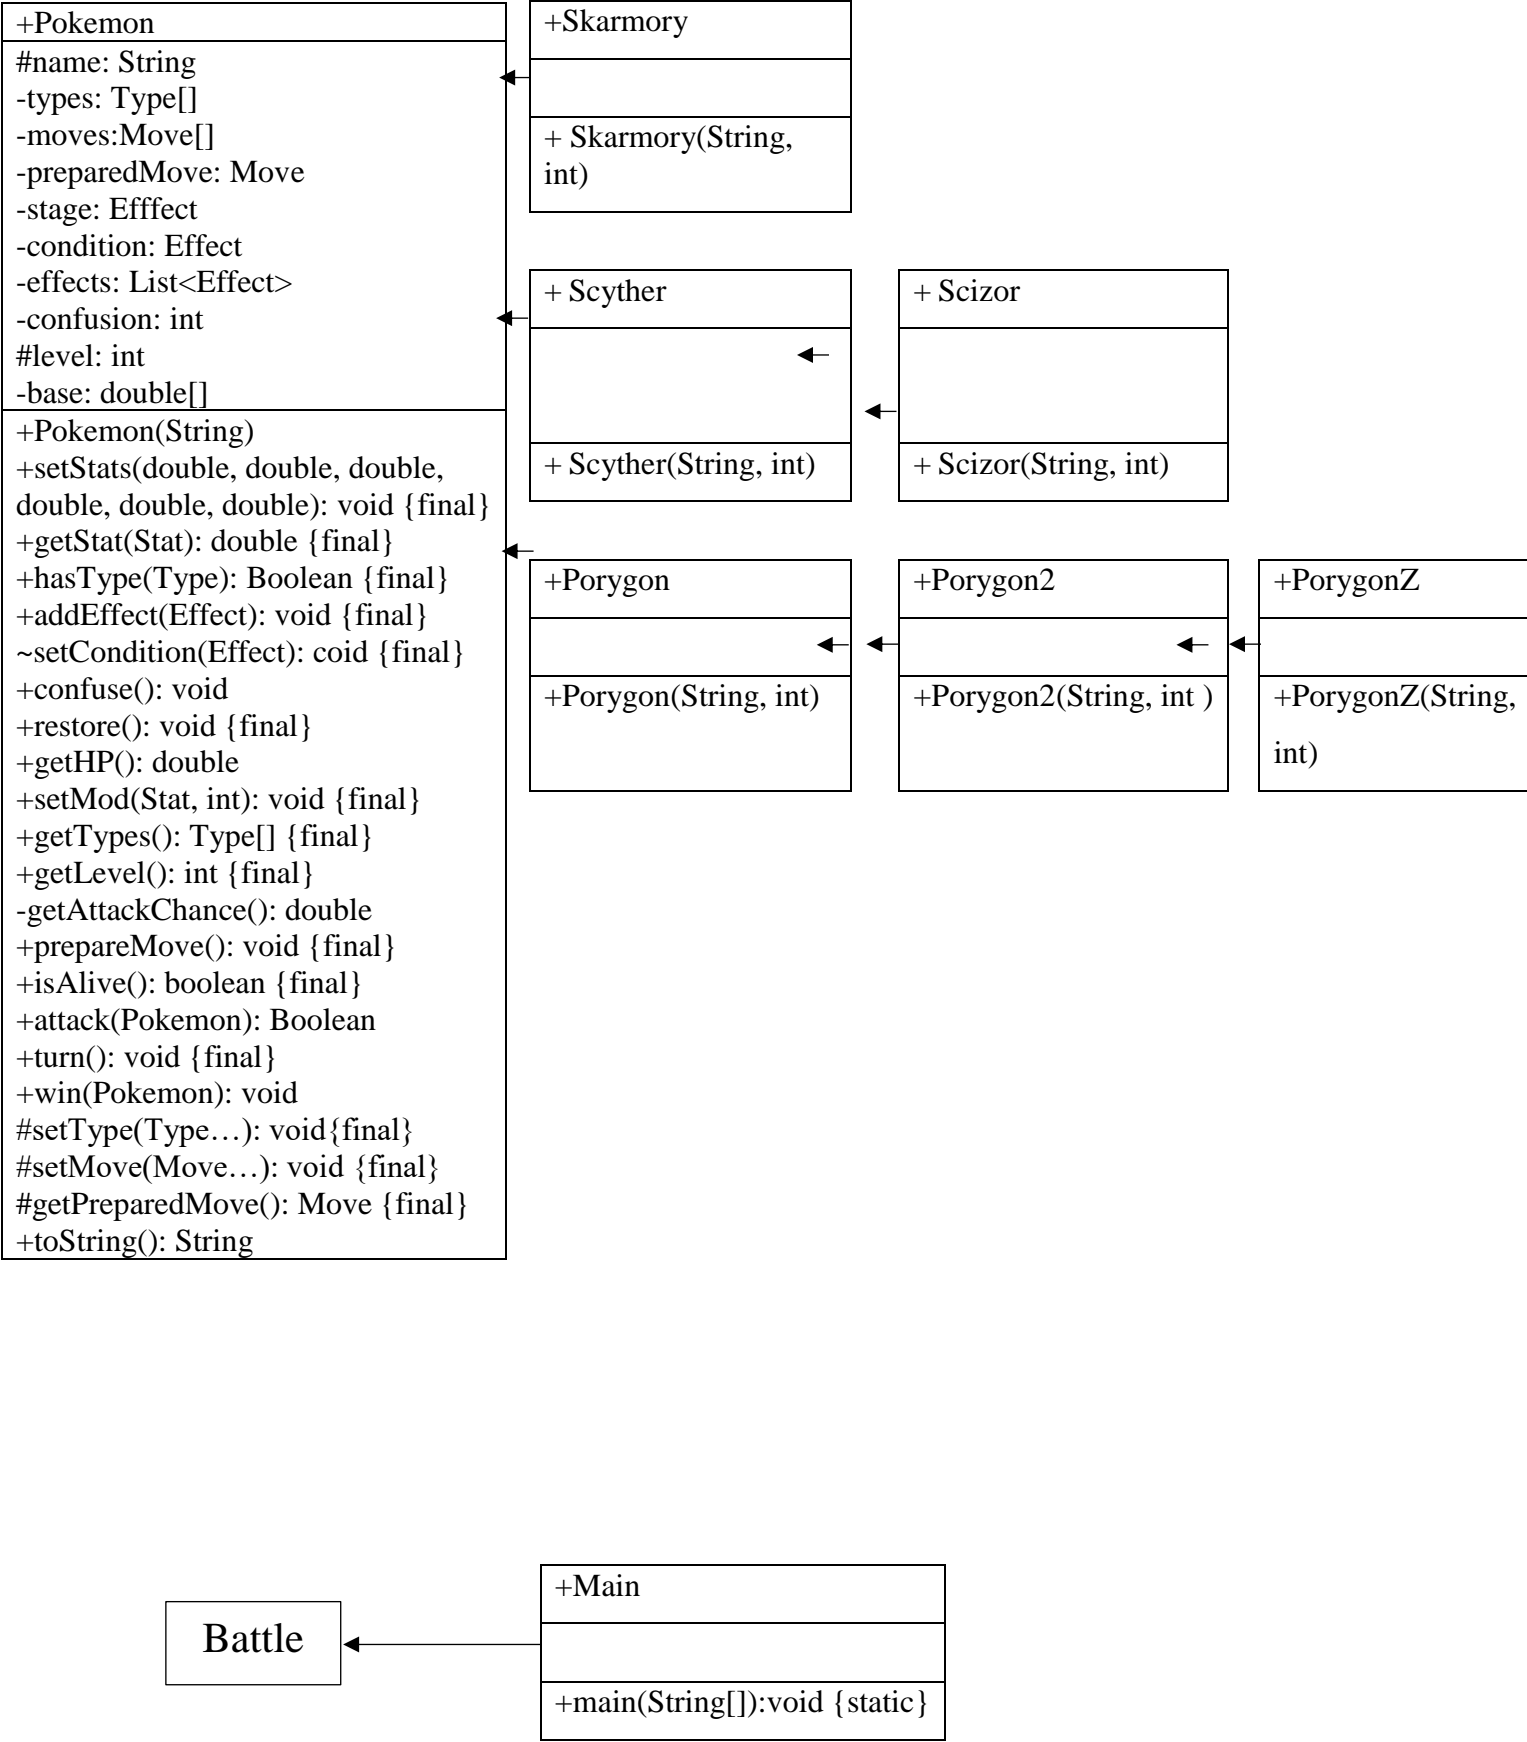 +Pokemon
#name: String
-types: Type[]
-moves:Move[]
-preparedMove: Move
-stage: Efffect
-condition: Effect
-effects: List<Effect>
-confusion: int
#level: int
-base: double[]
+Pokemon(String)
+setStats(double, double, double,
double, double, double): void {final}
+getStat(Stat): double {final}
+hasType(Type): Boolean {final}
+addEffect(Effect): void {final}
~setCondition(Effect): coid {final}
+confuse(): void
+restore(): void {final}
+getHP(): double
+setMod(Stat, int): void {final}
+getTypes(): Type[] {final}
+getLevel(): int {final}
-getAttackChance(): double
+prepareMove(): void {final}
+isAlive(): boolean {final}
+attack(Pokemon): Boolean
+turn(): void {final}
+win(Pokemon): void
#setType(Type…): void{final}
#setMove(Move…): void {final}
#getPreparedMove(): Move {final}
+toString(): String
+Skarmory
+ Skarmory(String,
int)
+ Scyther
+ Scyther(String, int)
+ Scizor
+ Scizor(String, int)
+Porygon
+Porygon(String, int)
+Porygon2
+Porygon2(String, int )
+PorygonZ
+PorygonZ(String,
int)
Battle
+Main
+main(String[]):void {static}